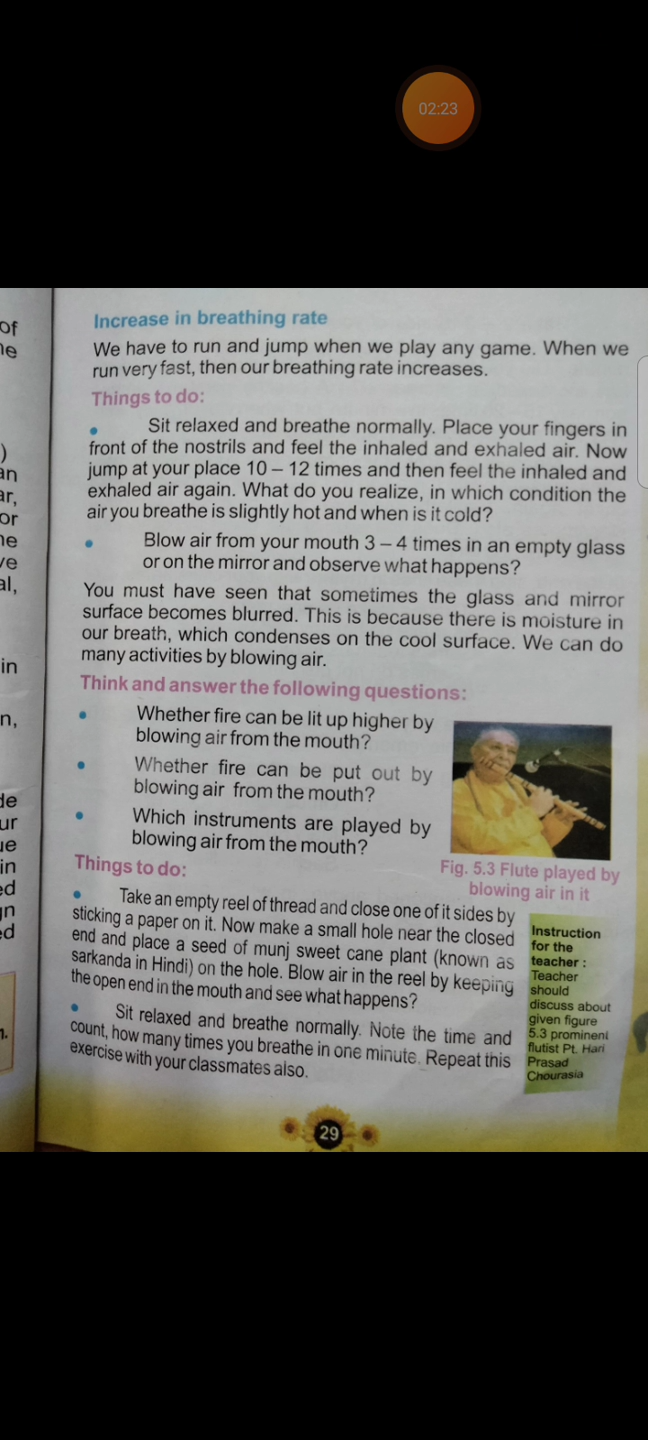 02:23
of
Increase in breathing rate
We have to run and jump when we play any game. When we
run very fast, then our breathing rate increases.
Things to do:
Sit relaxed and breathe normally. Place your fingers in
front of the nostrils and feel the inhaled and exhaled air. Now
jump at your place 10 – 12 times and then feel the inhaled and
exhaled air again. What do you realize, in which condition the
air you breathe is slightly hot and when is it cold?
Blow air from your mouth 3 – 4 times in an empty glass
or on the mirror and observe what happens?
You must have seen that sometimes the glass and mirror
surface becomes blurred. This is because there is moisture in
our breath, which condenses on the cool surface. We can do
many activities by blowing air.
in
Think and answer the following questions:
Whether fire can be lit up higher by
blowing air from the mouth?
Whether fire can be put out by
blowing air from the mouth?
Which instruments are played by
blowing air from the mouth?
Fig. 5.3 Flute played by
blowing air in it
Things to do:
Take an empty reel of thread and close one of it sides by
sticking a paper on it. Now make a small hole near the closed
end and place a seed of munj sweet cane plant (known as
sarkanda in Hindi) on the hole. Blow air in the reel by keeping
the open end in the mouth and see what happens?
Sit relaxed and breathe normally. Note the time and
count, how many times you breathe in one minute. Repeat this
exercise with your classmates also.
Instruction
for the
teacher :
Teacher
should
discuss about
given figure
5.3 prominent
flutist Pt. Hari
Prasad
Chourasia
29